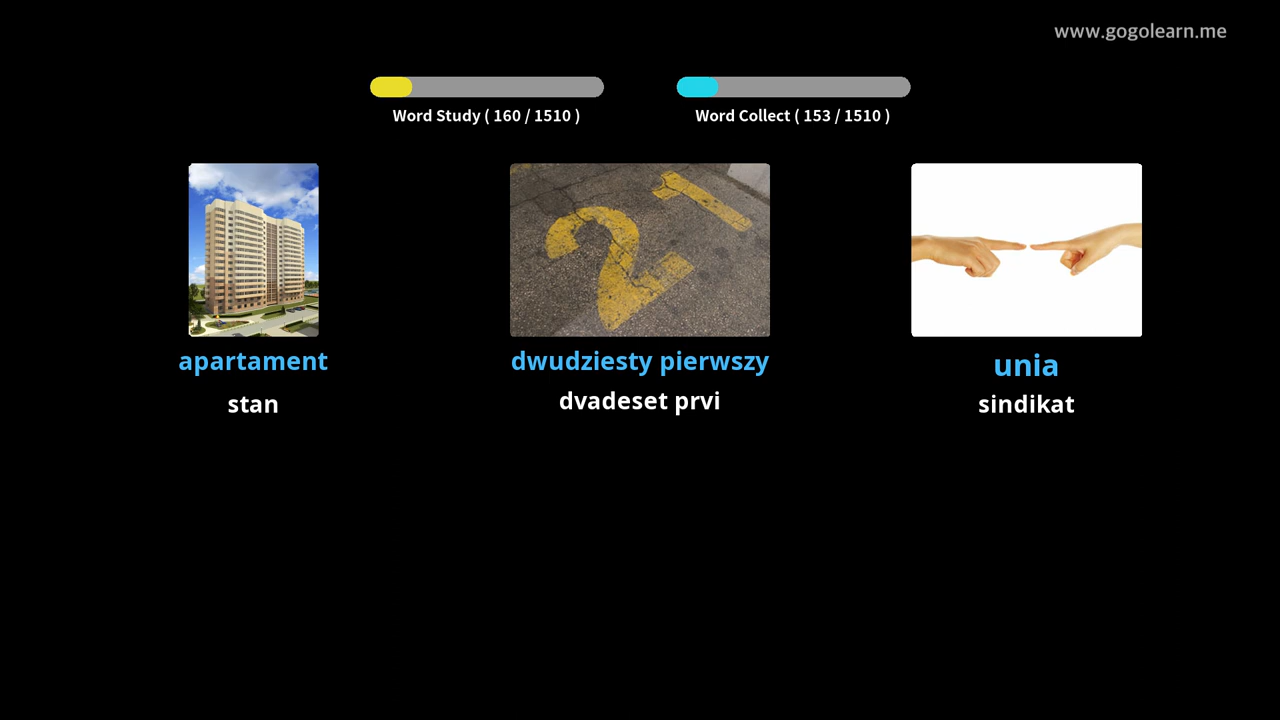 www.gogolearn.me
Word Study ( 160 / 1510 )
Word Collect ( 153 / 1510 )
21
apartament
dwudziesty pierwszy
unia
stan
dvadeset prvi
sindikat